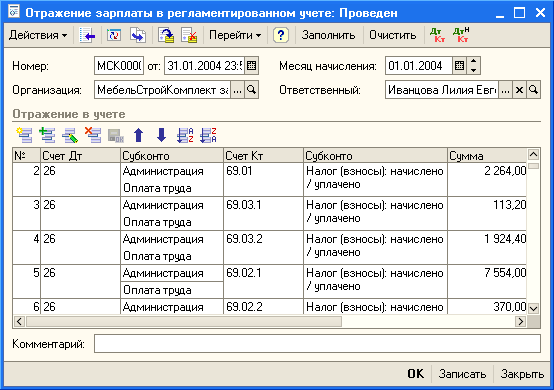 Отражение зарплаты в регламентированном учете: Проведен
Действия Перейти ? Заполнить Очистить Дт Кт Дт Н Кт
Номер: МСК000 от: 31.01.2004 23:5 Месяц начисления: 01.01.2004
Организация: МебельСтройКомплект за ... Ответственный: Иванцова Лилия Евге ... ×
Отражение в учете
№ Счет Дт Субконто Счет Кт Субконто Сумма
2 26 Администрация 69.01 Налог (взносы): начислено 2 264,00
Оплата труда / уплачено
3 26 Администрация 69.03.1 Налог (взносы): начислено 113,20
Оплата труда / уплачено
4 26 Администрация 69.03.2 Налог (взносы): начислено 1 924,40
Оплата труда / уплачено
5 26 Администрация 69.02.1 Налог (взносы): начислено 7 554,00
Оплата труда / уплачено
6 26 Администрация 69.02.2 Налог (взносы): начислено 370,00
Комментарий:
OK Записать Закрыть